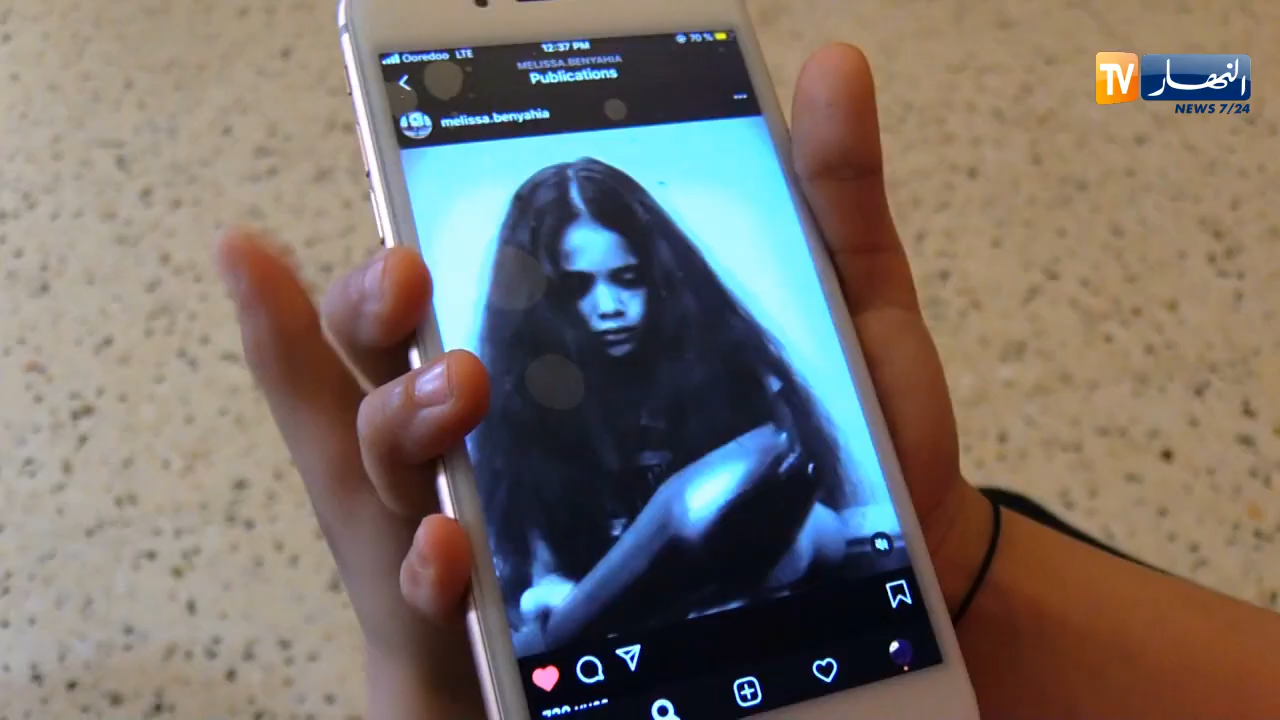 Ooredoo LTE
12:37 PM
70 %
MELISSA.BENYAHIA
Publications
melissa.benyahia
TV النهار
NEWS 7/24